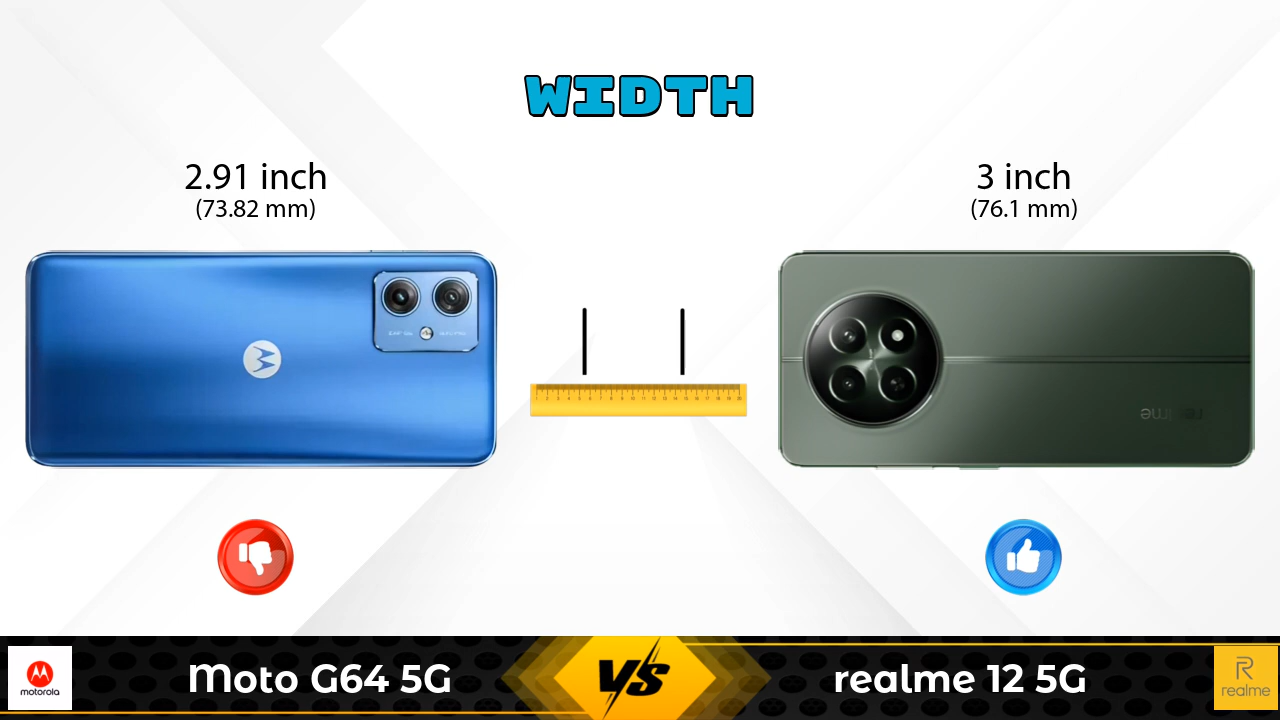 WIDTH
2.91 inch
(73.82 mm)
3 inch
(76.1 mm)
realme
Moto G64 5G
VS
realme 12 5G
motorola
realme